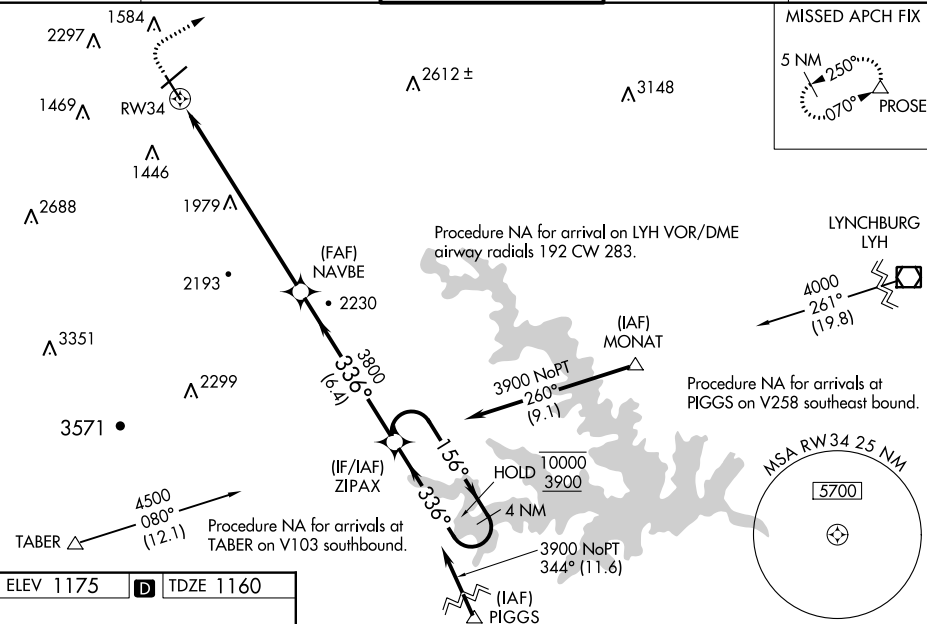 1584
2297
1469
RW34
1446
2612 ±
3148
MISSED APCH FIX
5 NM
250°
070°
PROSE
2688
1979
Procedure NA for arrival on LYH VOR/DME
airway radials 192 CW 283.
LYNCHBURG
LYH
(FAF)
NAVBE
2193
2230
4000
261°
(19.8)
3351
3800
336°
(6.4)
(IAF)
MONAT
2299
3900 NoPT
260°
(9.1)
Procedure NA for arrivals at
PIGGS on V258 southeast bound.
3571
(IF/IAF)
ZIPAX
156°
336°
HOLD
10000
3900
4 NM
MSA RW34 25 NM
5700
TABER
4500
080°
(12.1)
Procedure NA for arrivals at
TABER on V103 southbound.
3900 NoPT
344° (11.6)
(IAF)
PIGGS
ELEV 1175 D TDZE 1160